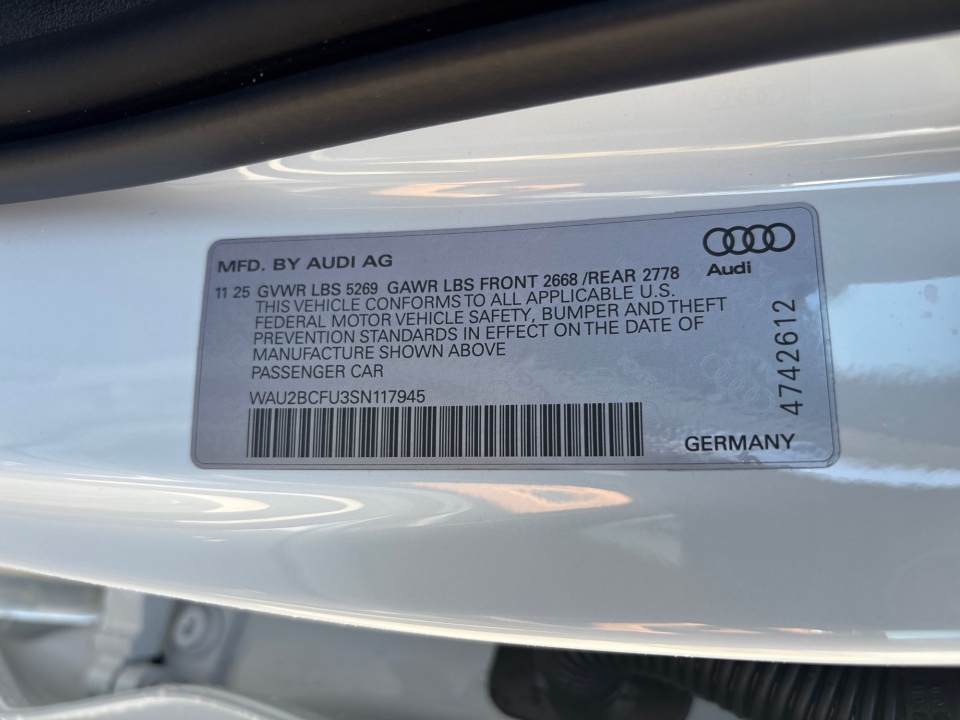 MFD. BY AUDI AG
Audi
11 25 GVWR LBS 5269 GAWR LBS FRONT 2668 /REAR 2778
THIS VEHICLE CONFORMS TO ALL APPLICABLE U.S.
FEDERAL MOTOR VEHICLE SAFETY, BUMPER AND THEFT
PREVENTION STANDARDS IN EFFECT ON THE DATE OF
MANUFACTURE SHOWN ABOVE
PASSENGER CAR
WAU2BCFU3SN117945
4742612
GERMANY